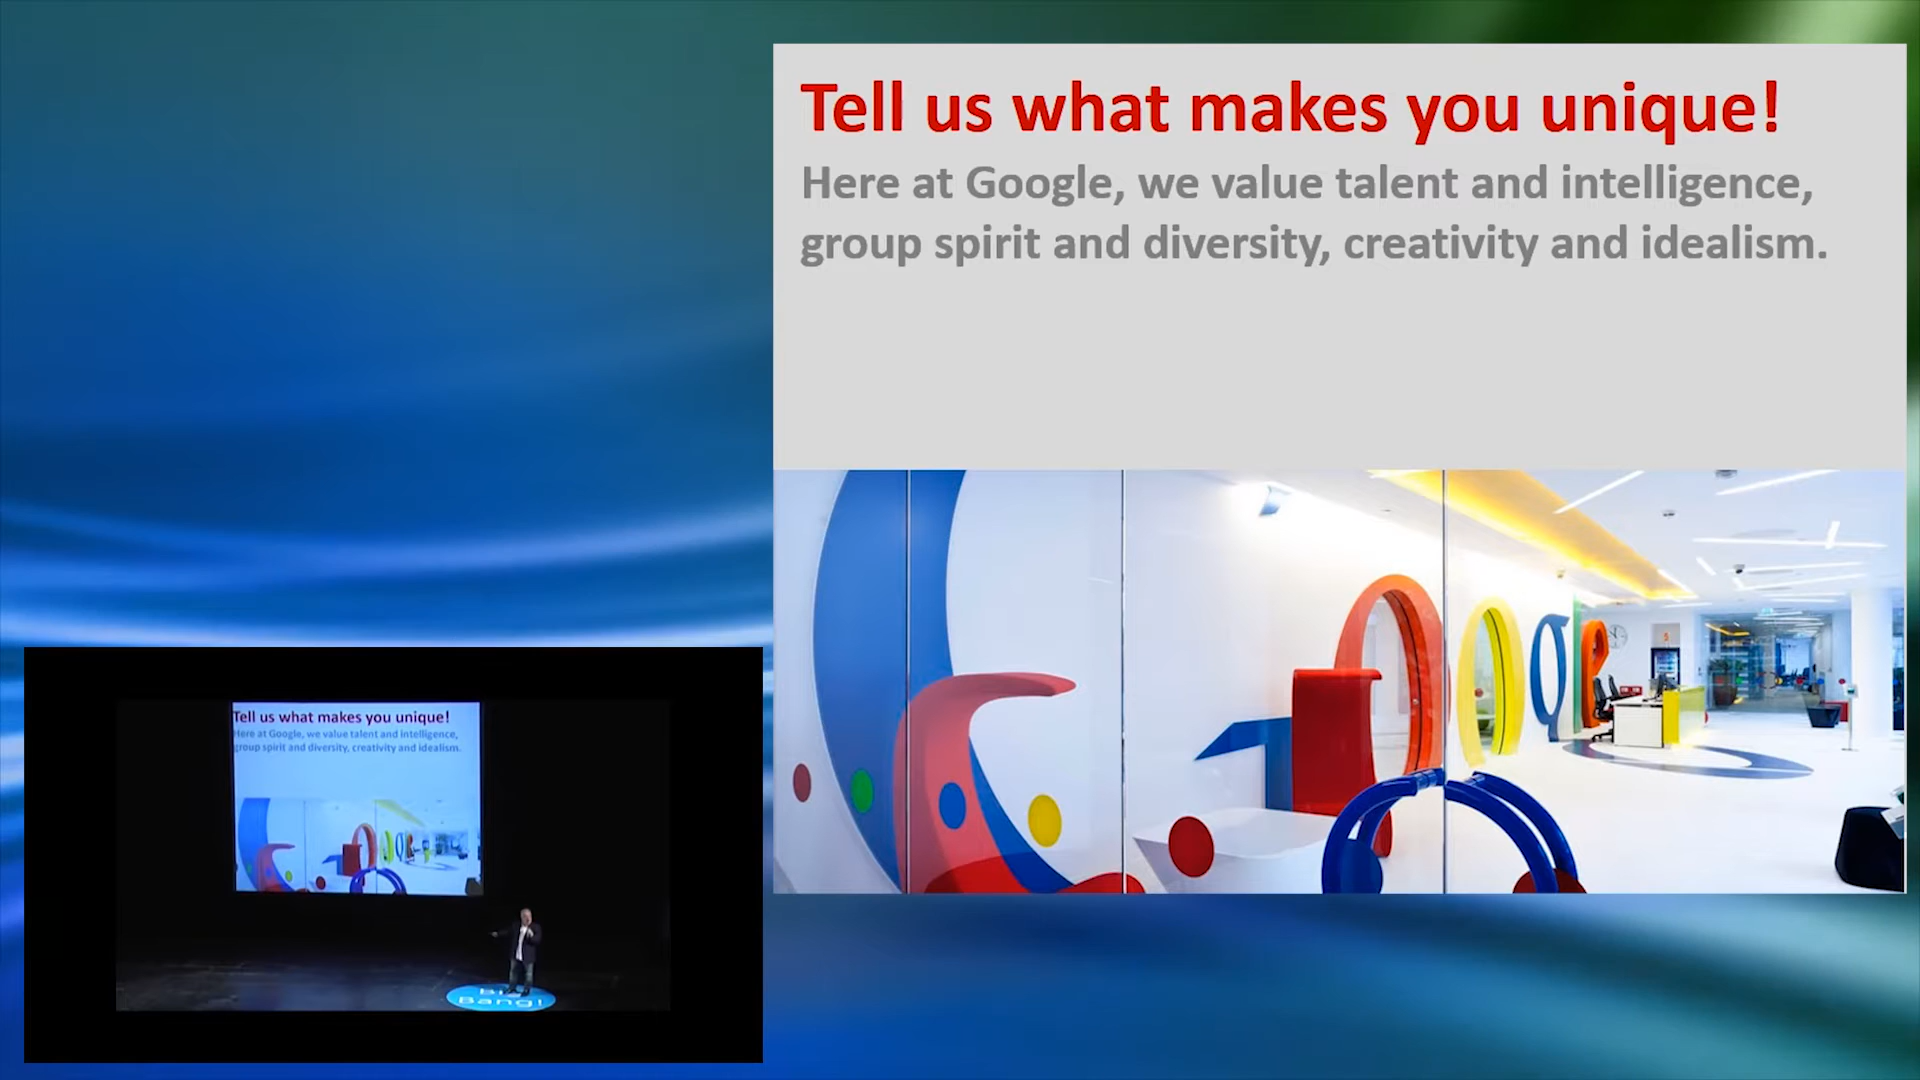 Tell us what makes you unique!
Here at Google, we value talent and intelligence,
group spirit and diversity, creativity and idealism.
Google
Tell us what makes you unique!
Here at Google, we value talent and intelligence,
group spirit and diversity, creativity and idealism.
Bang!